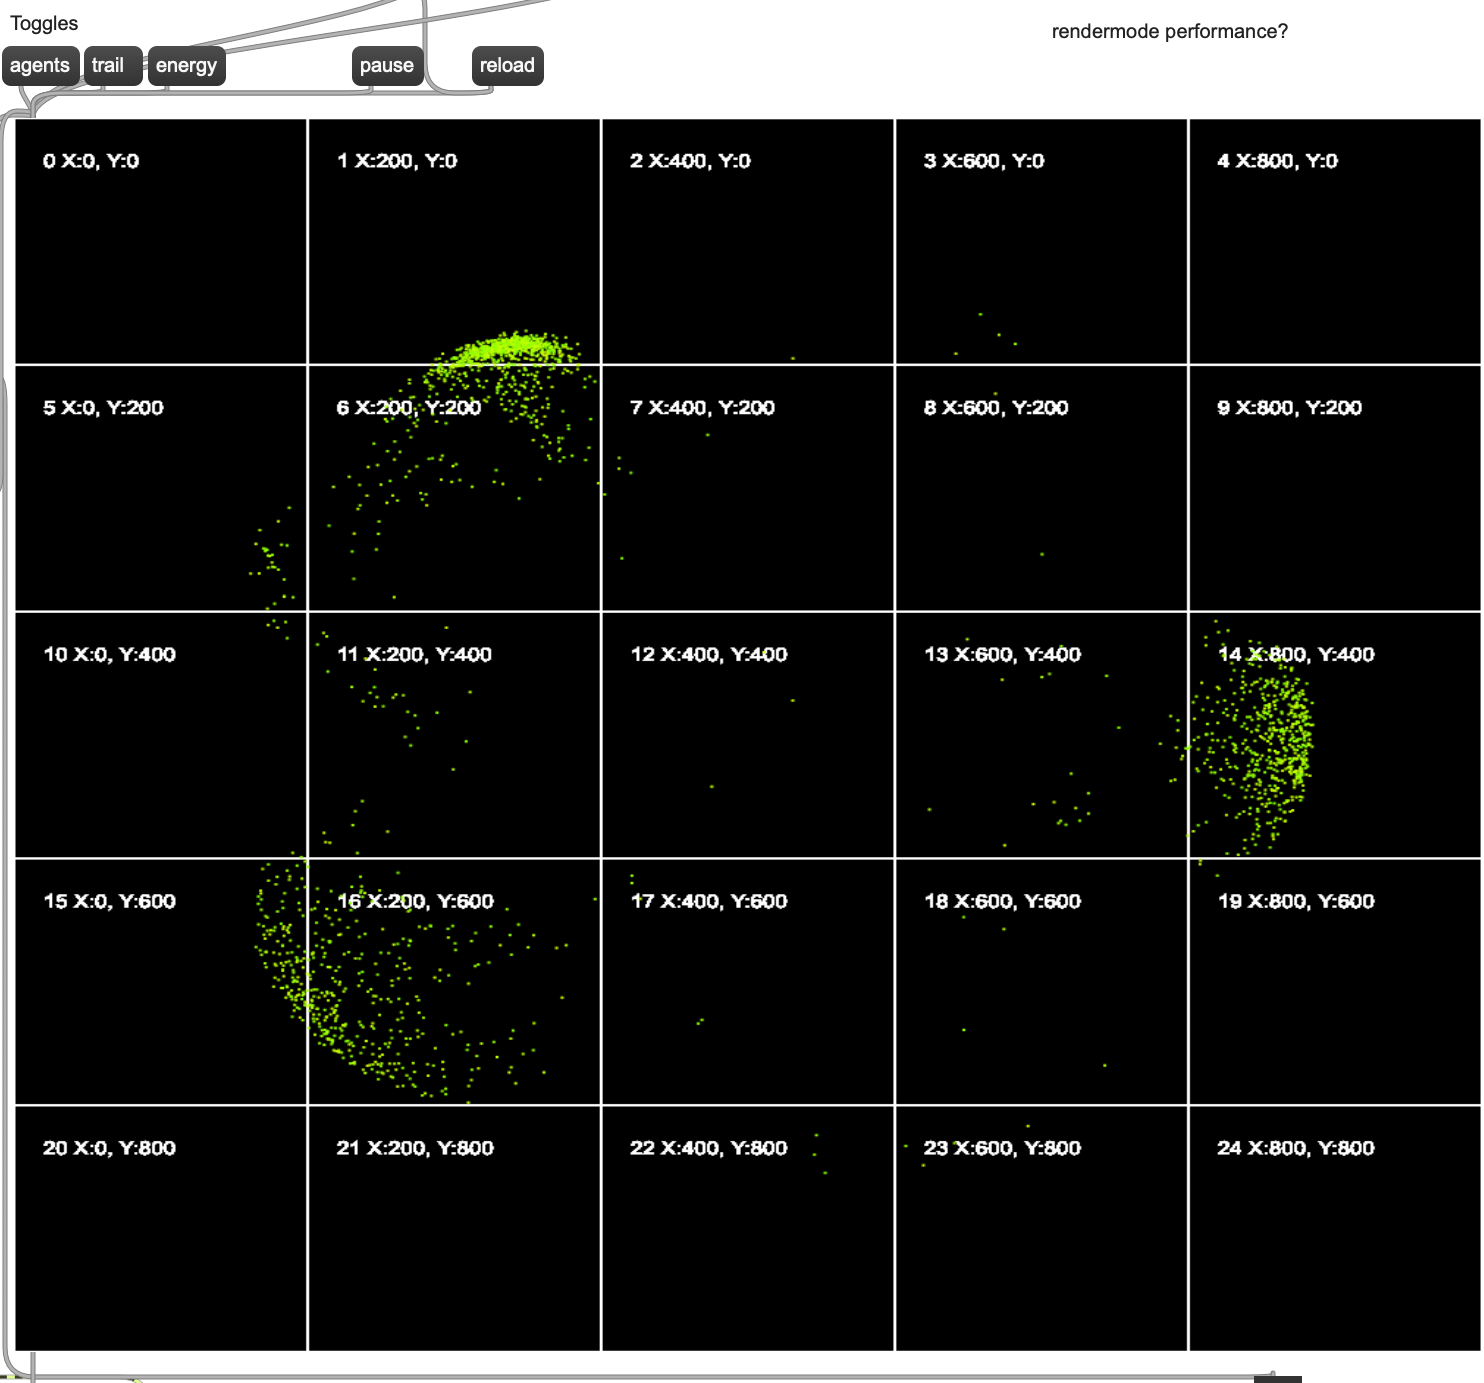 Toggles
rendermode performance?
agents trail energy pause reload
0 X:0, Y:0
1 X:200, Y:0
2 X:400, Y:0
3 X:600, Y:0
4 X:800, Y:0
5 X:0, Y:200
6 X:200, Y:200
7 X:400, Y:200
8 X:600, Y:200
9 X:800, Y:200
10 X:0, Y:400
11 X:200, Y:400
12 X:400, Y:400
13 X:600, Y:400
14 X:800, Y:400
15 X:0, Y:600
16 X:200, Y:600
17 X:400, Y:600
18 X:600, Y:600
19 X:800, Y:600
20 X:0, Y:800
21 X:200, Y:800
22 X:400, Y:800
23 X:600, Y:800
24 X:800, Y:800